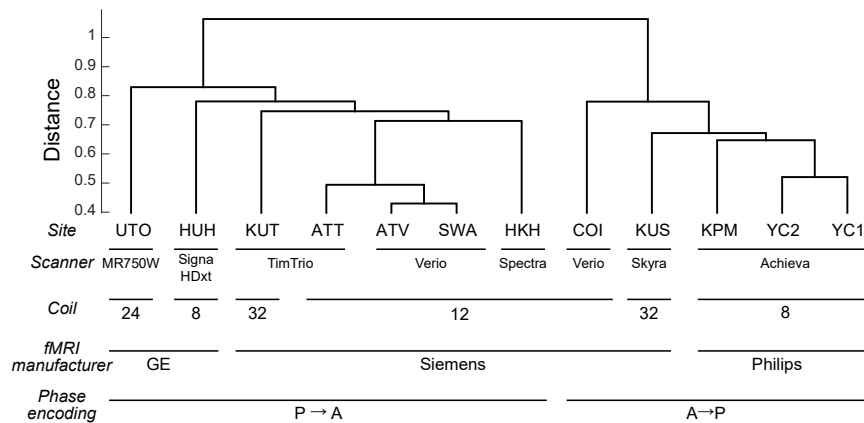 Distance
1
0.9
0.8
0.7
0.6
0.5
0.4
Site UTO HUH KUT ATT ATV SWA HKH COI KUS KPM YC2 YC1
Scanner MR750W Signa HDxt TimTrio Verio Spectra Verio Skyra Achieva
Coil 24 8 32 12 32 8
fMRI
manufacturer GE Siemens Philips
Phase
encoding P → A A→P